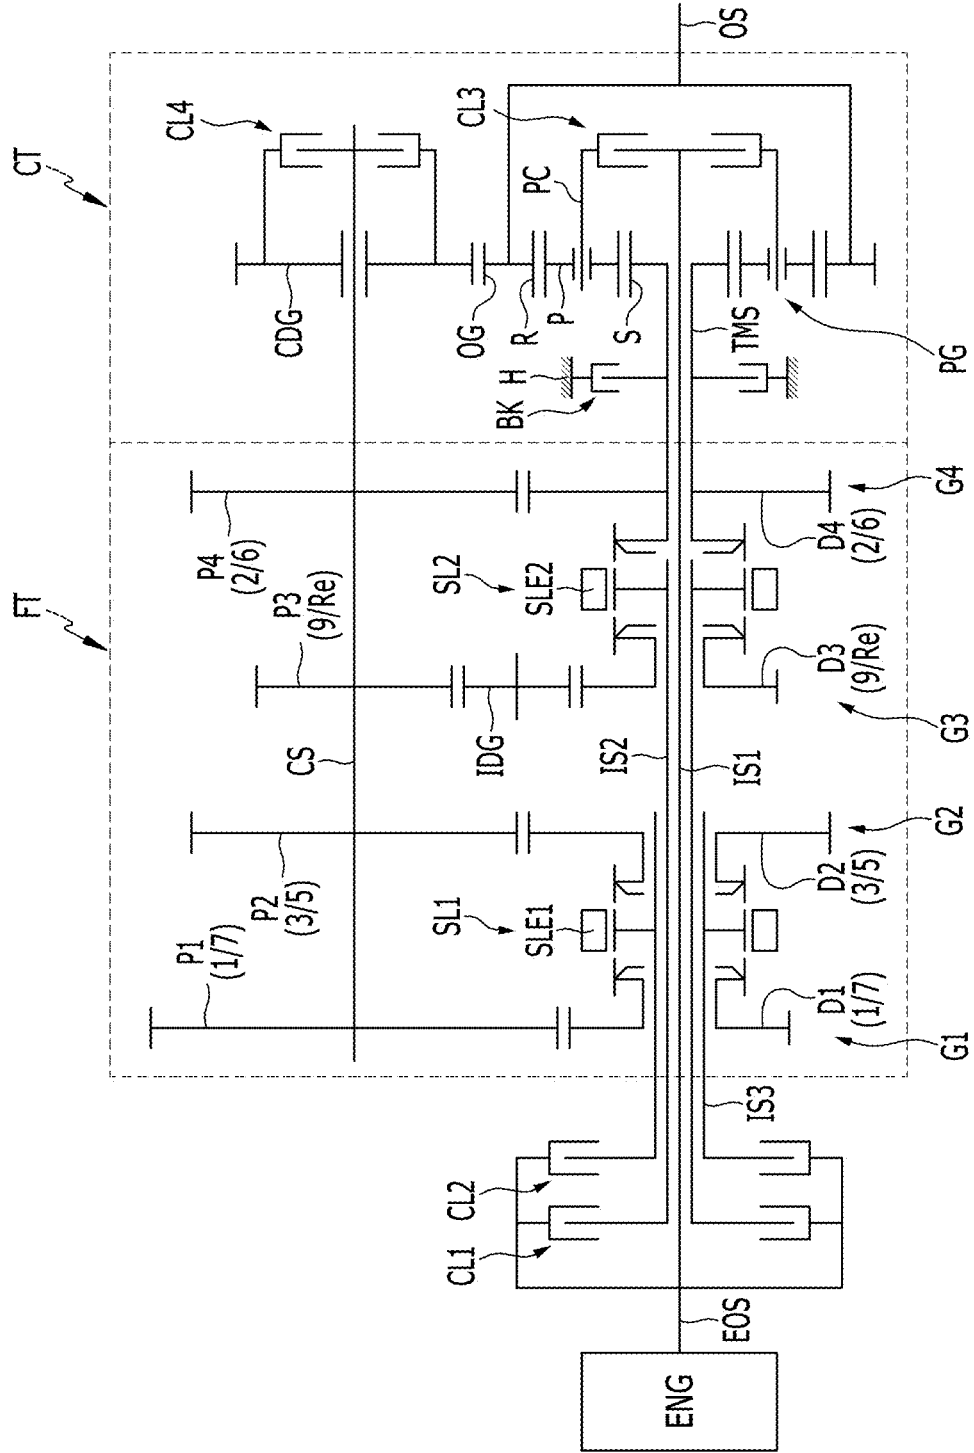 FT
CT
P1
(1/7)
P2
(3/5)
P3
(9/Re)
P4
(2/6)
CL4
CDG
CS
IDG
OG
R
P
S
PC
CL3
OS
BK
H
TMS
PG
SL1
SLE1
SL2
SLE2
IS2
IS1
IS3
D1
(1/7)
D2
(3/5)
D3
(9/Re)
D4
(2/6)
G1
G2
G3
G4
CL1
CL2
EOS
ENG